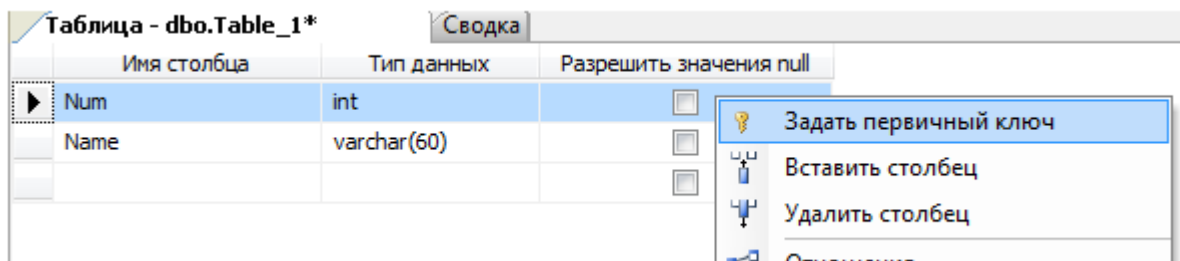 Таблица - dbo.Table_1* Сводка
Имя столбца Тип данных Разрешить значения null
Num int
Name varchar(60)
Задать первичный ключ
Вставить столбец
Удалить столбец